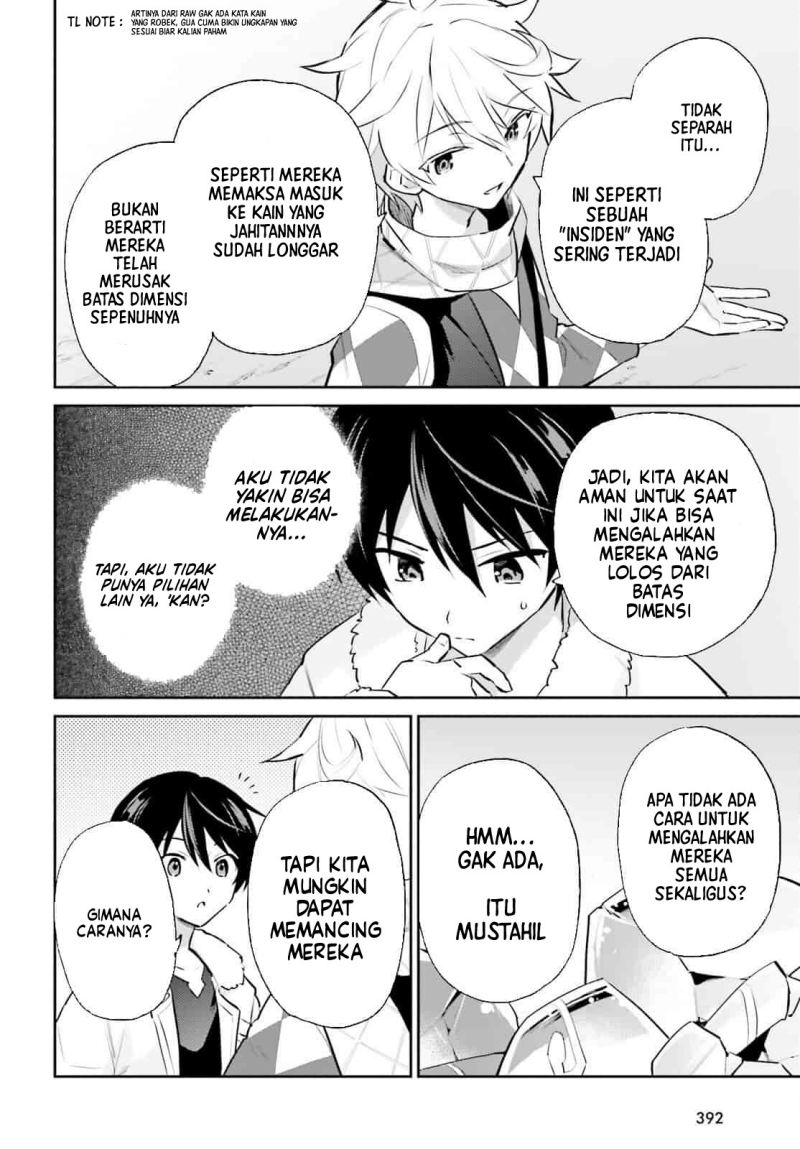 TL NOTE :
ARTINYA DARI RAW GAK ADA KATA KAIN
YANG ROBEK, GUA CUMA BIKIN UNGKAPAN YANG
SESUAI BIAR KALIAN PAHAM
TIDAK
SEPARAH
ITU...
INI SEPERTI
SEBUAH
"INSIDEN" YANG
SERING TERJADI
SEPERTI MEREKA
MEMAKSA MASUK
KE KAIN YANG
JAHITANNNYA
SUDAH LONGGAR
BUKAN
BERARTI
MEREKA
TELAH
MERUSAK
BATAS DIMENSI
SEPENUHNYA
JADI, KITA AKAN
AMAN UNTUK SAAT
INI JIKA BISA
MENGALAHKAN
MEREKA YANG
LOLOS DARI
BATAS
DIMENSI
AKU TIDAK
YAKIN BISA
MELAKUKAN-
NYA...
TAPI, AKU TIDAK
PUNYA PILIHAN
LAIN YA, 'KAN?
APA TIDAK ADA
CARA UNTUK
MENGALAHKAN
MEREKA
SEMUA
SEKALIGUS?
HMM...
GAK ADA,
ITU
MUSTAHIL
TAPI KITA
MUNGKIN
DAPAT
MEMANCING
MEREKA
GIMANA
CARANYA?
392